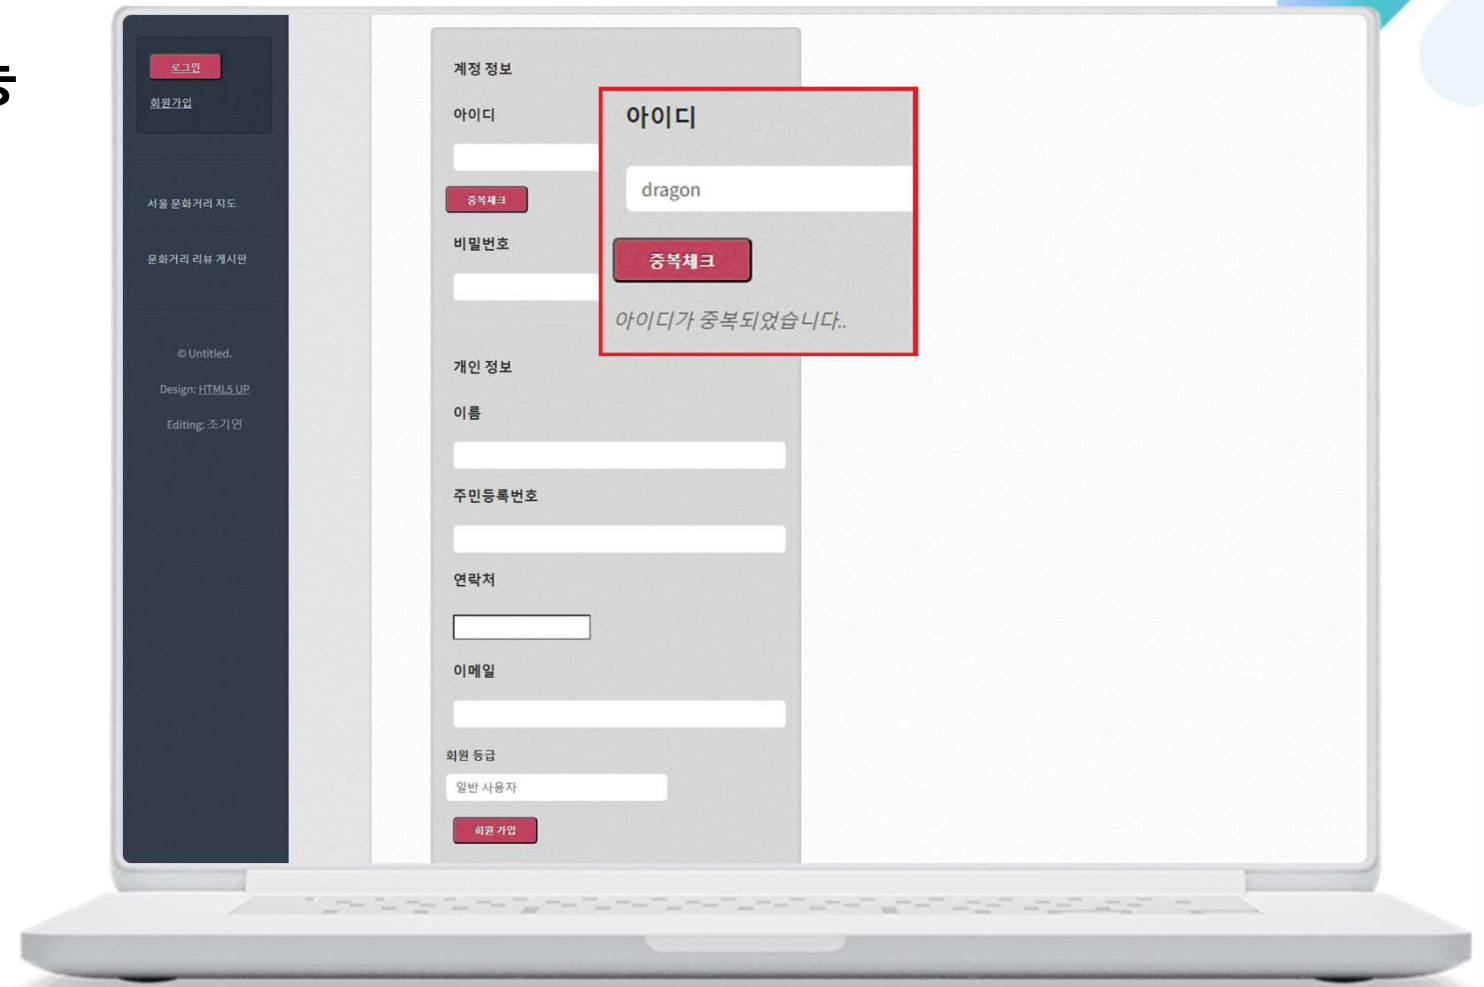 로그인
회원가입
서울 문화거리 지도
문화거리 리뷰 게시판
© Untitled.
Design: HTML5 UP
Editing: 조기연
계정 정보
아이디
중복체크
비밀번호
아이디
dragon
중복체크
아이디가 중복되었습니다..
개인 정보
이름
주민등록번호
연락처
이메일
회원 등급
일반 사용자
회원 가입